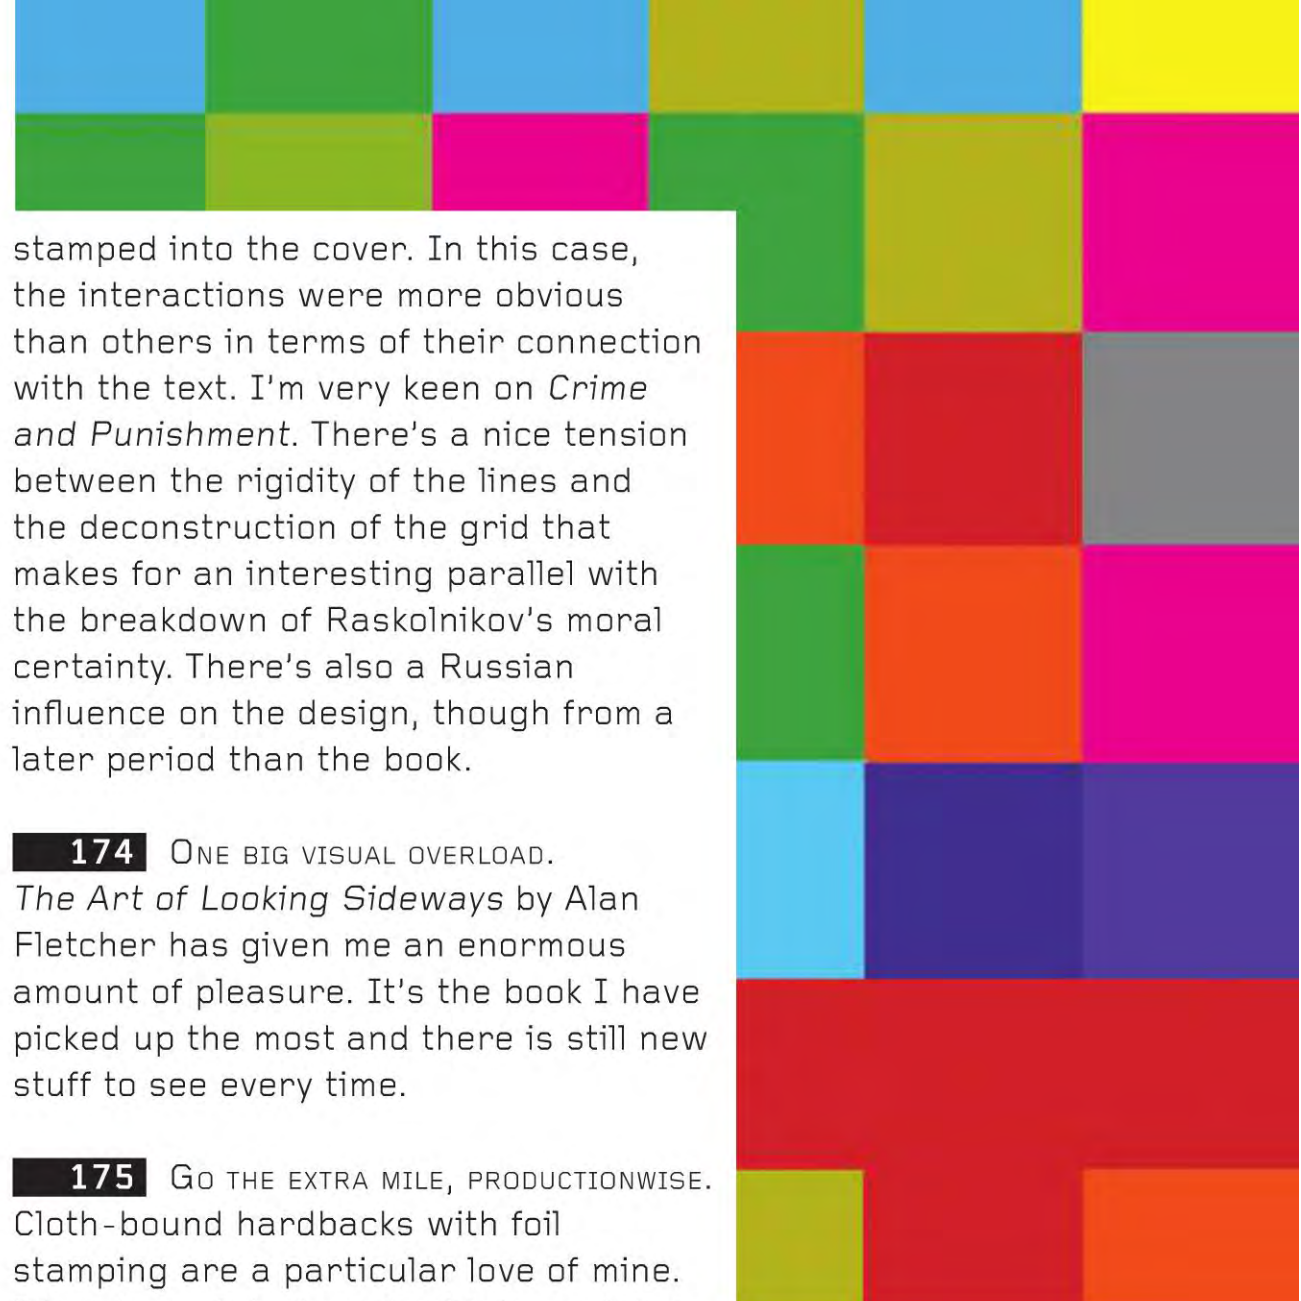 stamped into the cover. In this case,
the interactions were more obvious
than others in terms of their connection
with the text. I'm very keen on Crime
and Punishment. There's a nice tension
between the rigidity of the lines and
the deconstruction of the grid that
makes for an interesting parallel with
the breakdown of Raskolnikov's moral
certainty. There's also a Russian
influence on the design, though from a
later period than the book.
174 One big visual overload.
The Art of Looking Sideways by Alan
Fletcher has given me an enormous
amount of pleasure. It's the book I have
picked up the most and there is still new
stuff to see every time.
175 Go the extra mile, productionwise.
Cloth-bound hardbacks with foil
stamping are a particular love of mine.